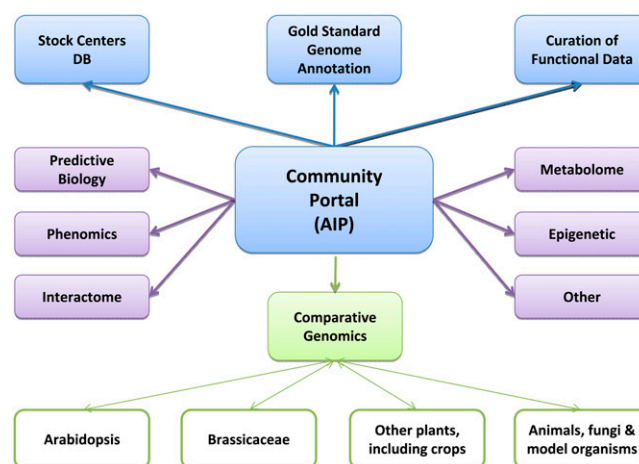 Stock Centers
DB
Gold Standard
Genome
Annotation
Curation of
Functional Data
Predictive
Biology
Community
Portal
(AIP)
Metabolome
Phenomics
Epigenetic
Interactome
Other
Comparative
Genomics
Arabidopsis
Brassicaceae
Other plants,
including crops
Animals, fungi &
model organisms